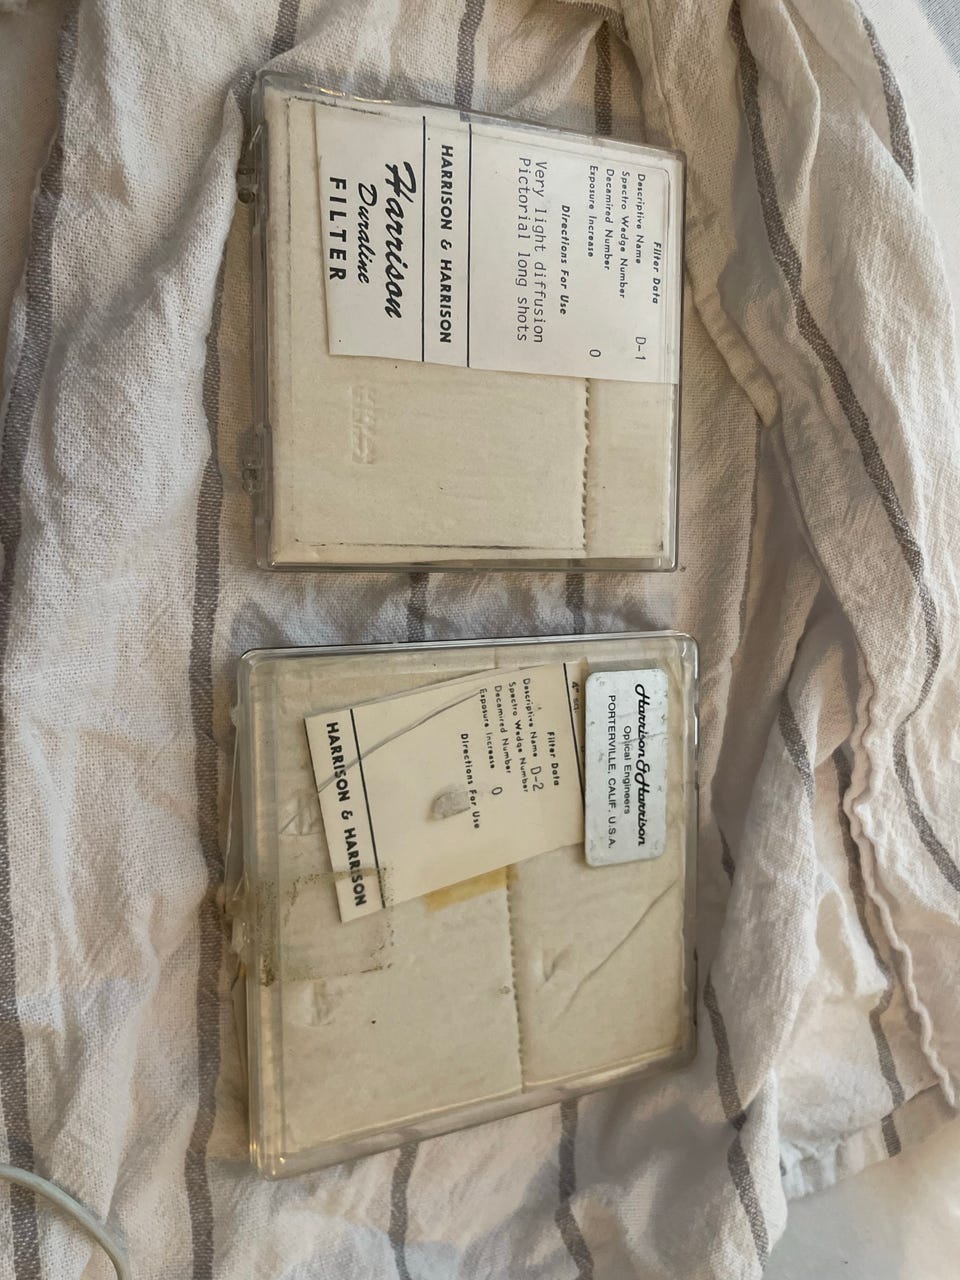 Filter Data
Descriptive Name D-1
Spectro Wedge Number
Decamired Number
Exposure Increase 0
Directions For Use
Very light diffusion
Pictorial long shots
HARRISON & HARRISON
Harrison
Duraline
FILTER
Harrison & Harrison
Optical Engineers
PORTERVILLE, CALIF. U.S.A.
4" sq
Filter Data
Descriptive Name D-2
Spectro Wedge Number
Decamired Number
Exposure Increase 0
Directions For Use
HARRISON & HARRISON